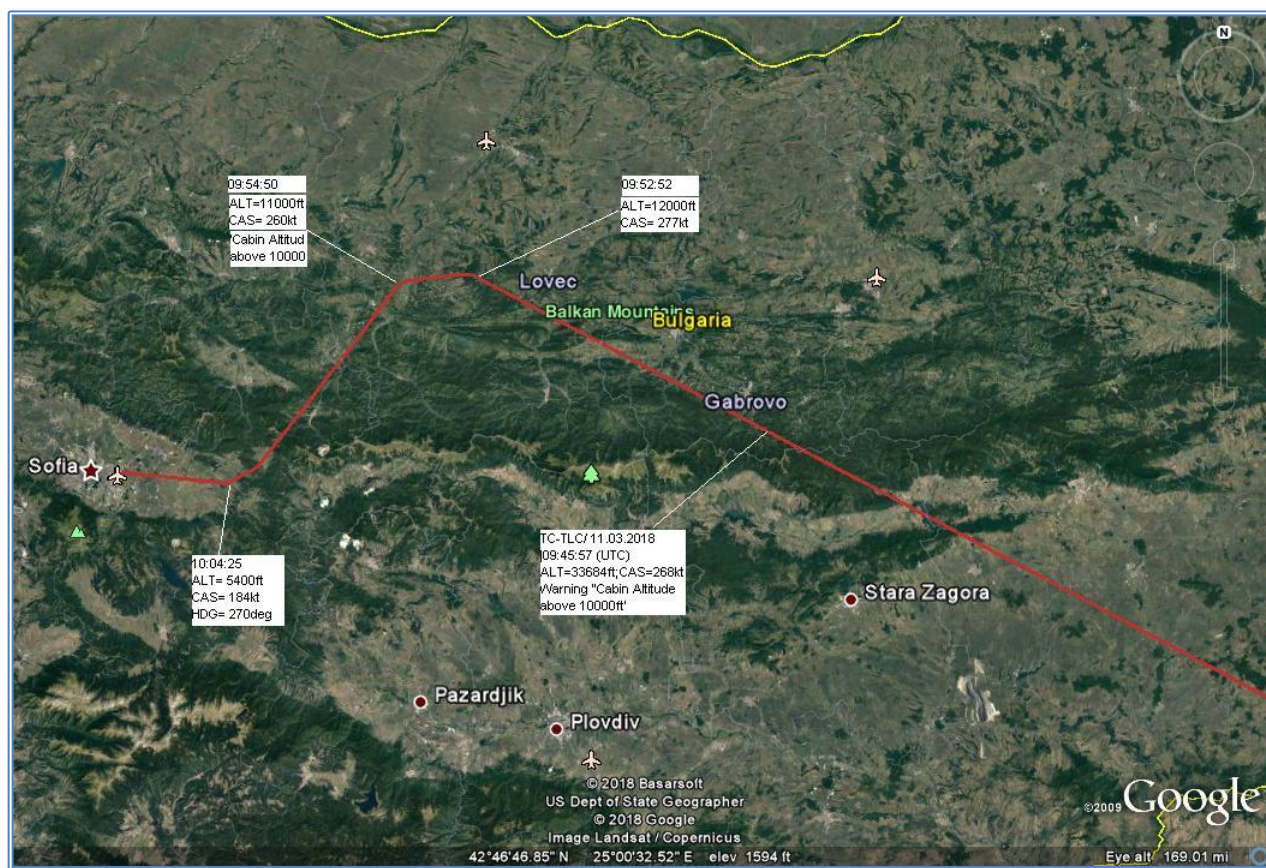 N
09:54:50
ALT=11000ft
CAS= 260kt
'Cabin Altitud
above 10000
09:52:52
ALT=12000ft
CAS= 277kt
Lovec
Balkan Mountains
Bulgaria
Gabrovo
Sofia
10:04:25
ALT= 5400ft
CAS= 184kt
HDG= 270deg
TC-TLC/ 11.03.2018
09:45:57 (UTC)
ALT=33684ft;CAS=268kt
Warning "Cabin Altitude
above 10000ft'
Stara Zagora
Pazardjik
Plovdiv
© 2018 Basarsoft
US Dept of State Geographer
© 2018 Google
Image Landsat / Copernicus
©2009 Google
42°46'46.85" N 25°00'32.52" E elev 1594 ft
Eye alt 169.01 mi